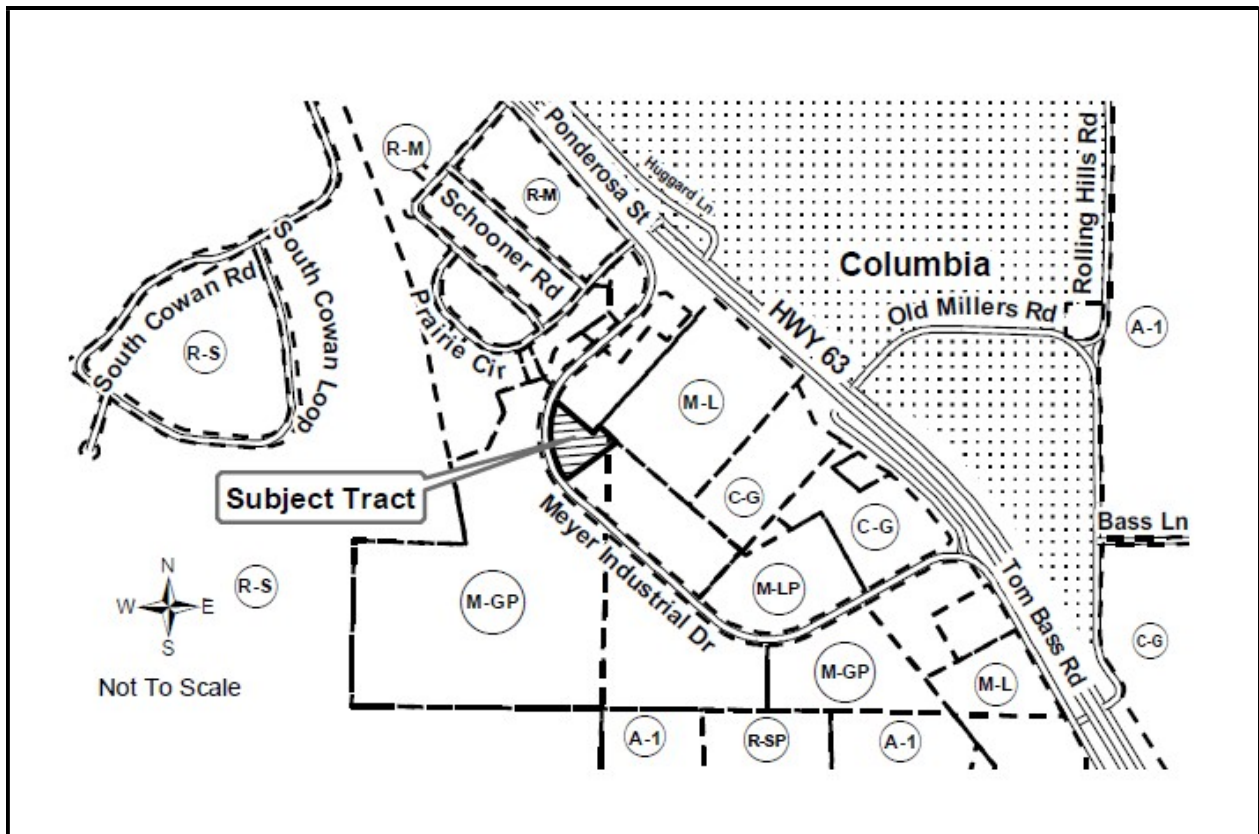 R-M
Ponderosa St
Huggard Ln
R-M
Schooner Rd
Rolling Hills Rd
Columbia
South Cowan Rd
South Cowan Loop
R-S
Prairie Cir
HWY 63
Old Millers Rd
A-1
M-L
Subject Tract
C-G
C-G
Bass Ln
Meyer Industrial Dr
N
W
E
S
R-S
M-GP
M-LP
Tom Bass Rd
C-G
Not To Scale
M-GP
M-L
A-1
R-SP
A-1